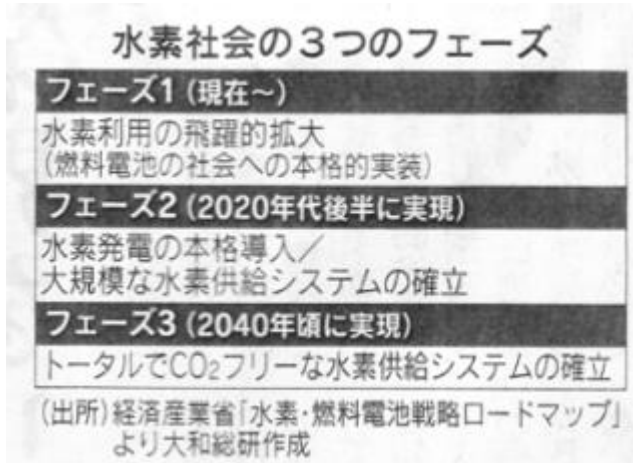 水素社会の3つのフェーズ
フェーズ1(現在~)
水素利用の飛躍的拡大
(燃料電池の社会への本格的実装)
フェーズ2(2020年代後半に実現)
水素発電の本格導入/
大規模な水素供給システムの確立
フェーズ3(2040年頃に実現)
トータルでCO2フリーな水素供給システムの確立
(出所)経済産業省「水素・燃料電池戦略ロードマップ」
より大和総研作成